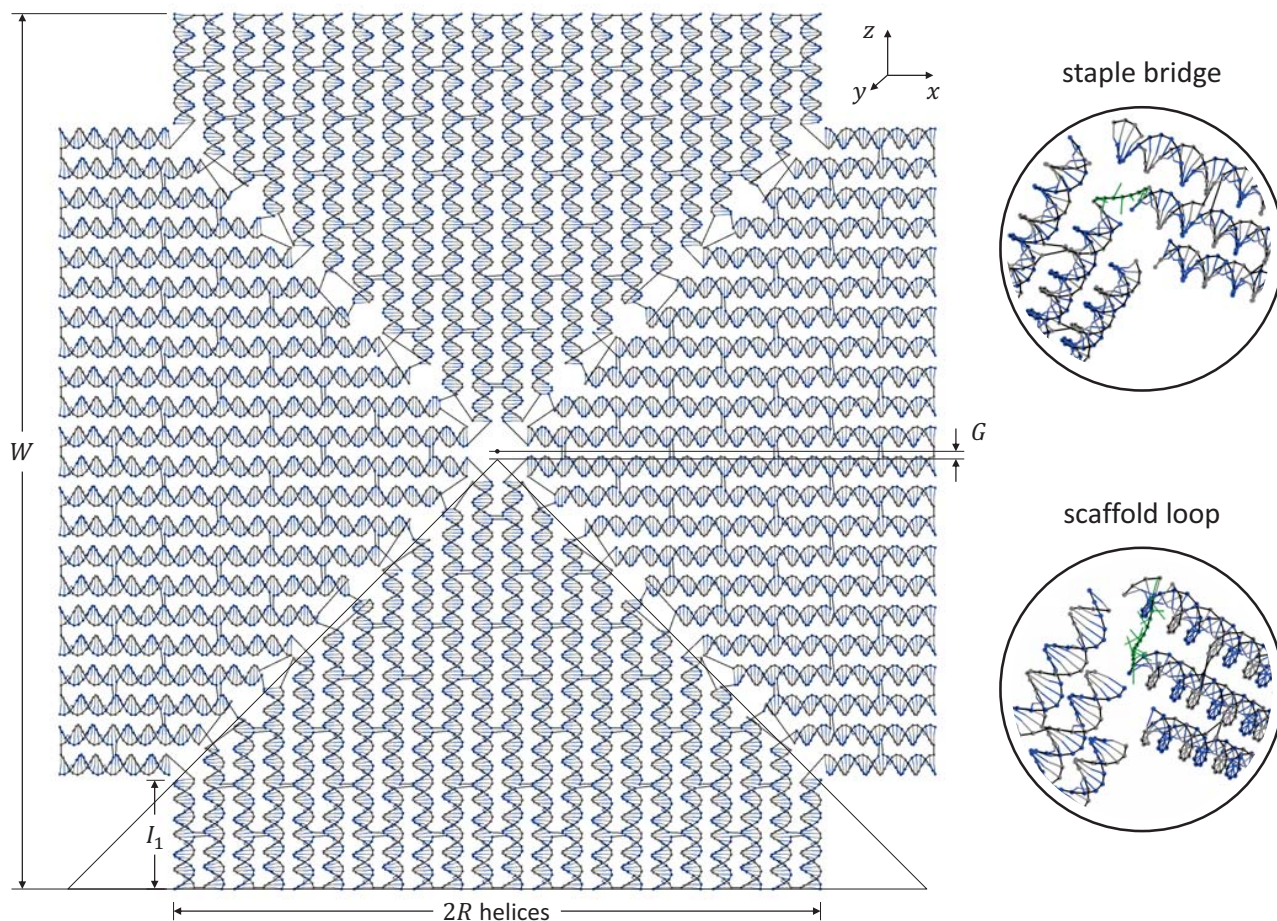 z
y
x
staple bridge
W
G
scaffold loop
I₁
2R helices